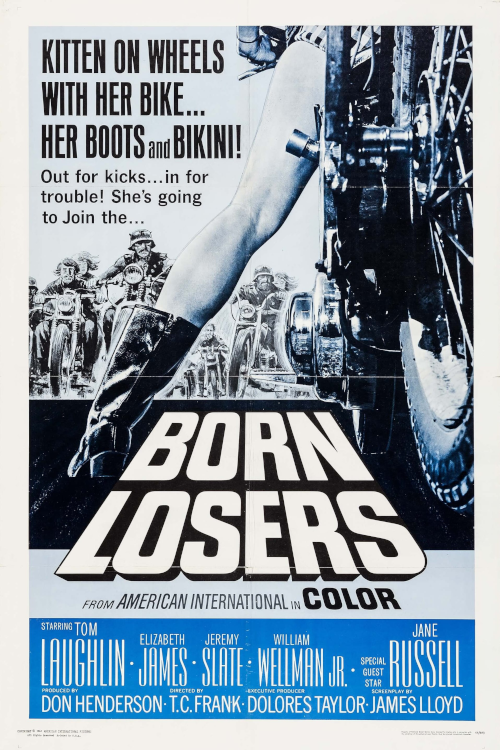 KITTEN ON WHEELS
WITH HER BIKE...
HER BOOTS and BIKINI!
Out for kicks...in for
trouble! She's going
to Join the...
BORN
LOSERS
FROM AMERICAN INTERNATIONAL IN COLOR
STARRING TOM LAUGHLIN · ELIZABETH JAMES · JEREMY SLATE · WILLIAM WELLMAN JR. · SPECIAL GUEST STAR JANE RUSSELL
PRODUCED BY DON HENDERSON · DIRECTED BY T.C. FRANK · EXECUTIVE PRODUCER DOLORES TAYLOR · SCREENPLAY BY JAMES LLOYD